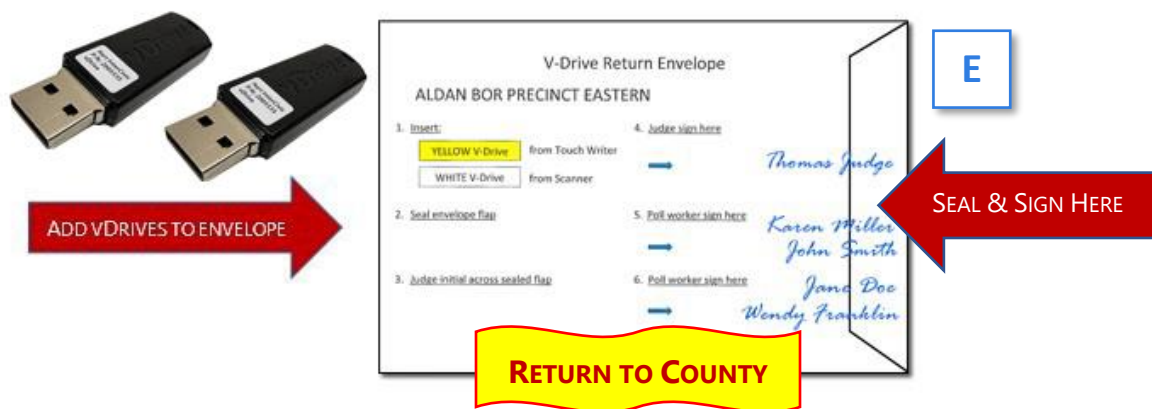 V-Drive Return Envelope
ALDAN BOR PRECINCT EASTERN
1. Insert:
YELLOW V-Drive from Touch Writer
WHITE V-Drive from Scanner
2. Seal envelope flap
3. Judge initial across sealed flap
4. Judge sign here
Thomas Judge
5. Poll worker sign here
Karen Miller
John Smith
6. Poll worker sign here
Jane Doe
Wendy Franklin
E
ADD VDRIVES TO ENVELOPE
SEAL & SIGN HERE
RETURN TO COUNTY